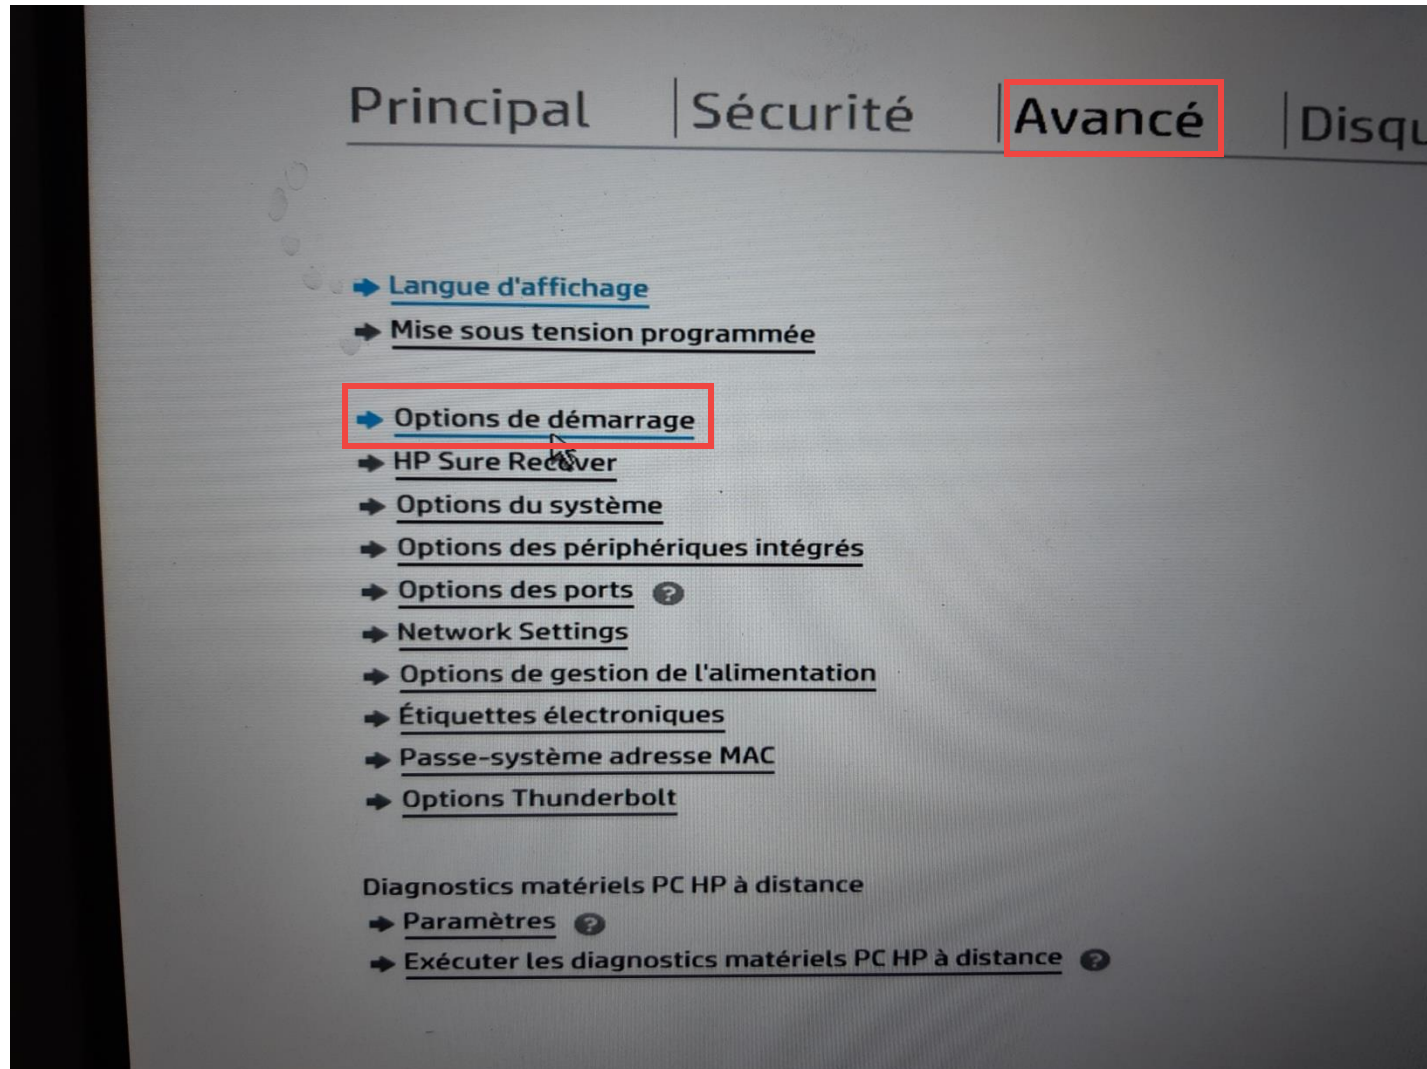 Principal
Sécurité
Avancé
Langue d'affichage
Mise sous tension programmée
Options de démarrage
HP Sure Recover
Options du système
Options des périphériques intégrés
Options des ports ?
Network Settings
Options de gestion de l'alimentation
Étiquettes électroniques
Passe-système adresse MAC
Options Thunderbolt
Diagnostics matériels PC HP à distance
Paramètres ?
Exécuter les diagnostics matériels PC HP à distance ?